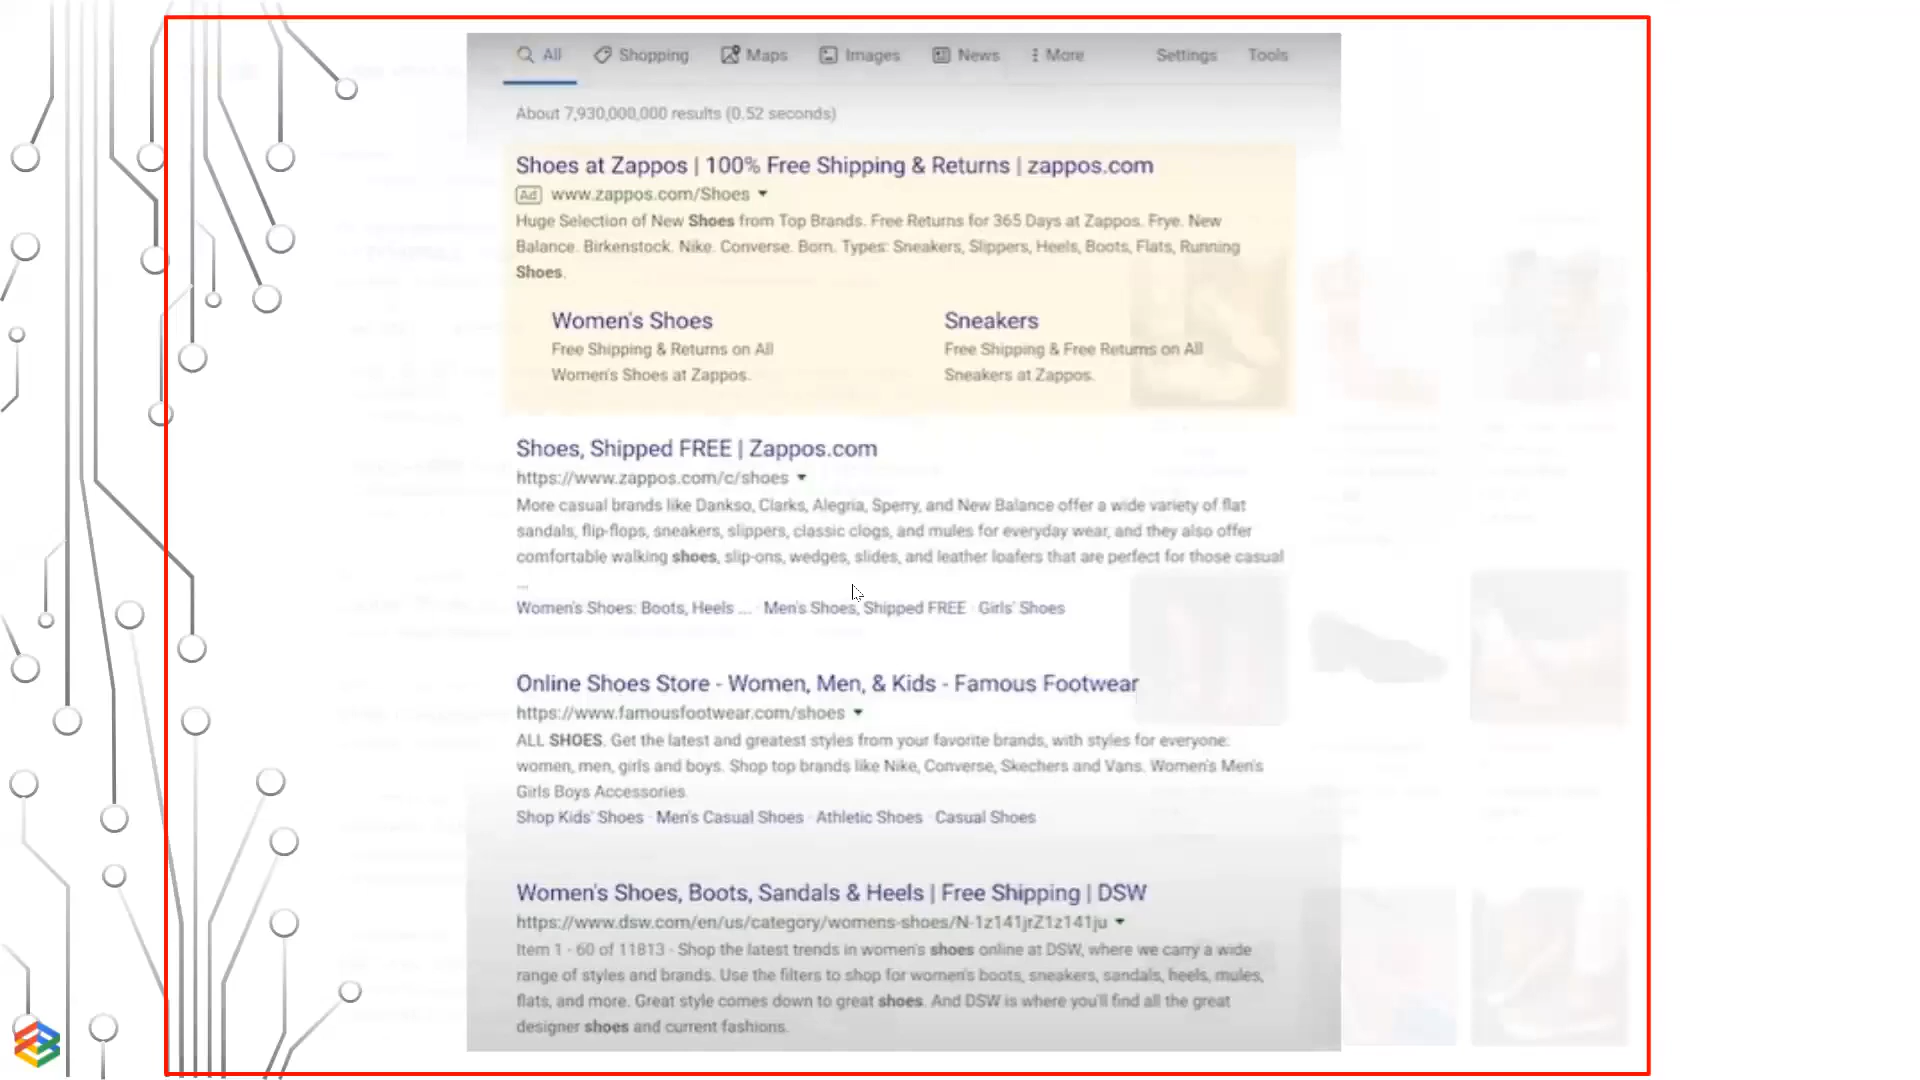 All Shopping Maps Images News More Settings Tools
About 7,930,000,000 results (0.52 seconds)
Shoes at Zappos | 100% Free Shipping & Returns | zappos.com
Ad www.zappos.com/Shoes
Huge Selection of New Shoes from Top Brands. Free Returns for 365 Days at Zappos. Frye. New
Balance. Birkenstock. Nike. Converse. Born. Types: Sneakers, Slippers, Heels, Boots, Flats, Running
Shoes.
Women's Shoes
Free Shipping & Returns on All
Women's Shoes at Zappos.
Sneakers
Free Shipping & Free Returns on All
Sneakers at Zappos.
Shoes, Shipped FREE | Zappos.com
https://www.zappos.com/c/shoes
More casual brands like Dankso, Clarks, Alegria, Sperry, and New Balance offer a wide variety of flat
sandals, flip-flops, sneakers, slippers, classic clogs, and mules for everyday wear, and they also offer
comfortable walking shoes, slip-ons, wedges, slides, and leather loafers that are perfect for those casual
...
Women's Shoes: Boots, Heels ... · Men's Shoes, Shipped FREE · Girls' Shoes
Online Shoes Store - Women, Men, & Kids - Famous Footwear
https://www.famousfootwear.com/shoes
ALL SHOES. Get the latest and greatest styles from your favorite brands, with styles for everyone:
women, men, girls and boys. Shop top brands like Nike, Converse, Skechers and Vans. Women's Men's
Girls Boys Accessories.
Shop Kids' Shoes · Men's Casual Shoes · Athletic Shoes · Casual Shoes
Women's Shoes, Boots, Sandals & Heels | Free Shipping | DSW
https://www.dsw.com/en/us/category/womens-shoes/N-1z141jrZ1z141ju
Item 1 - 60 of 11813 - Shop the latest trends in women's shoes online at DSW, where we carry a wide
range of styles and brands. Use the filters to shop for women's boots, sneakers, sandals, heels, mules,
flats, and more. Great style comes down to great shoes. And DSW is where you'll find all the great
designer shoes and current fashions.